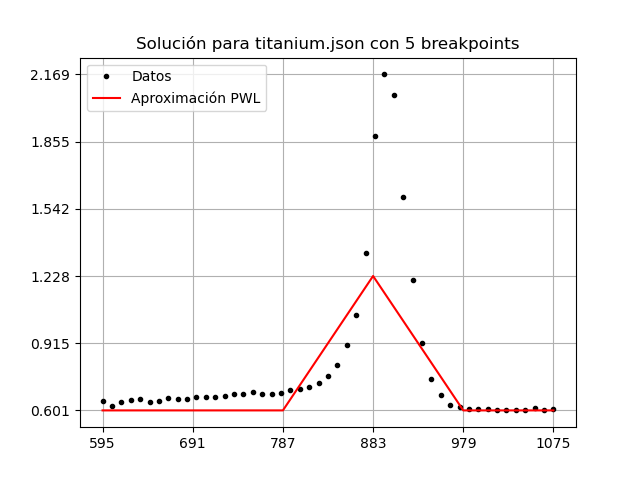 Solución para titanium.json con 5 breakpoints
Datos
Aproximación PWL
2.169
1.855
1.542
1.228
0.915
0.601
595 691 787 883 979 1075